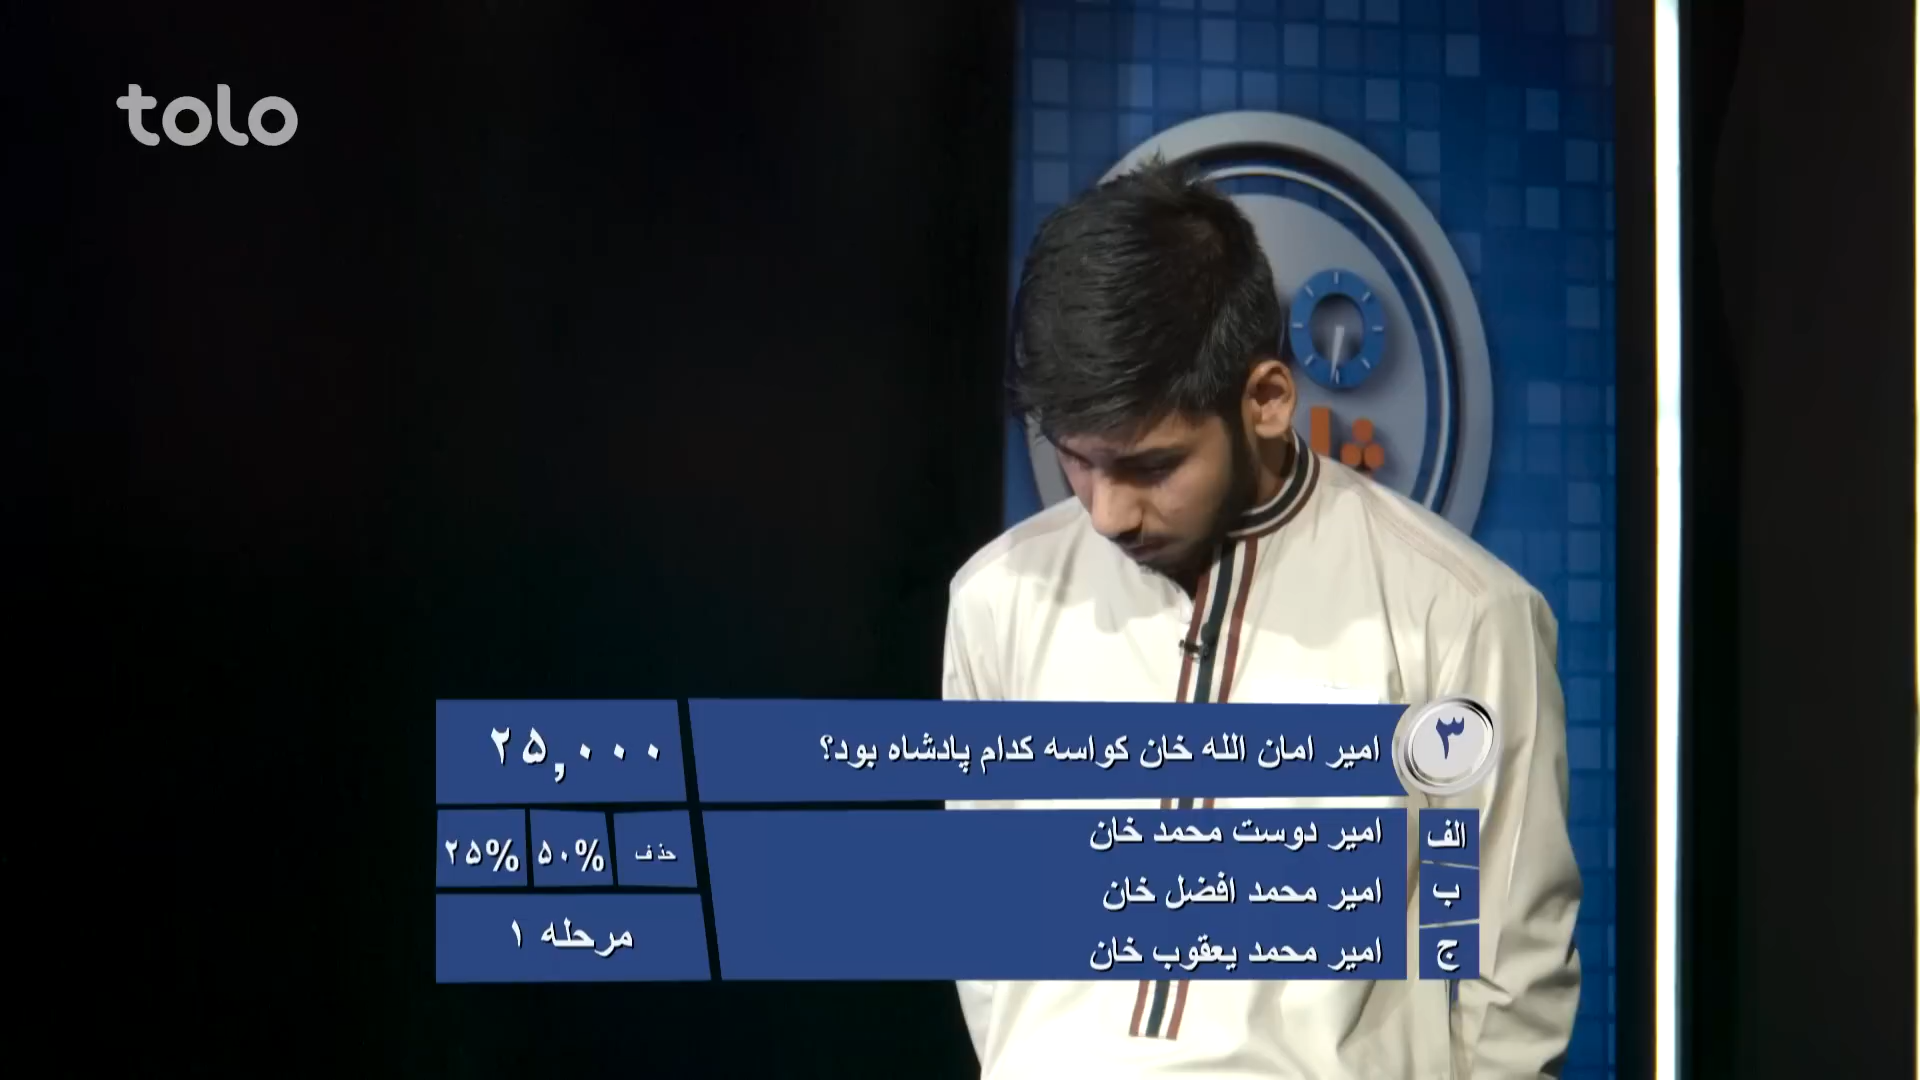 tolo
ثا
۳
امیر امان الله خان کواسه کدام پادشاه بود؟
۲۵,۰۰۰
الف
امیر دوست محمد خان
ب
امیر محمد افضل خان
ج
امیر محمد یعقوب خان
حذف
۵۰%
۲۵%
مرحله ۱